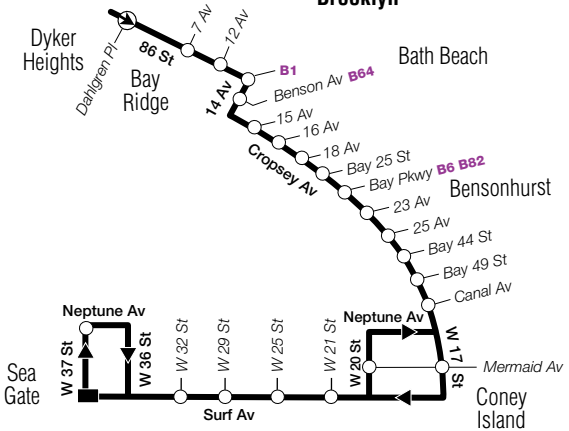 Brooklyn
Dyker
Heights
Dahlgren Pl
86 St
7 Av
12 Av
Bay
Ridge
B1
Bath Beach
Benson Av B64
14 Av
15 Av
16 Av
18 Av
Cropsey Av
Bay 25 St
Bay Pkwy B6 B82
Bensonhurst
23 Av
25 Av
Bay 44 St
Bay 49 St
Canal Av
Neptune Av
Neptune Av
W 37 St
W 36 St
W 32 St
W 29 St
W 25 St
W 21 St
W 20 St
W 17 St
Mermaid Av
Sea
Gate
Surf Av
Coney
Island